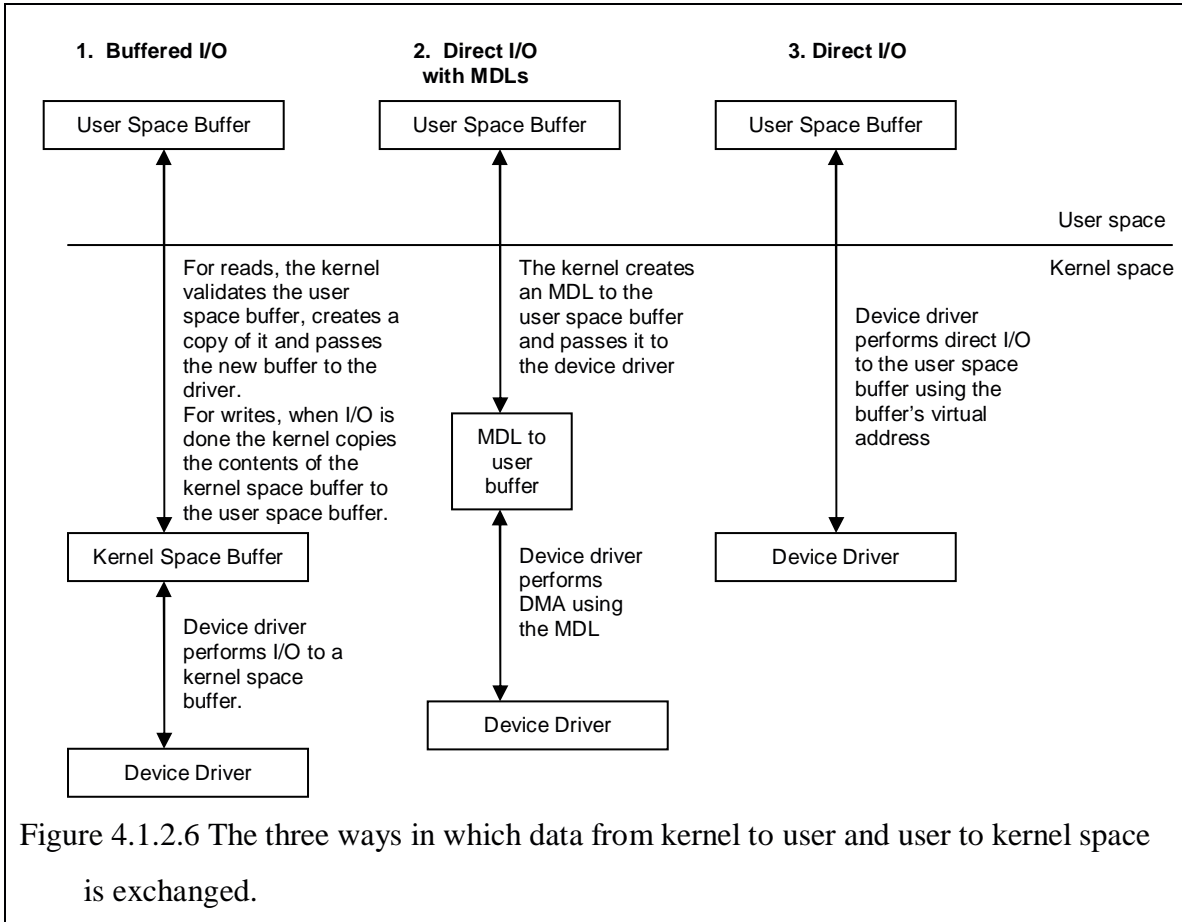 1. Buffered I/O
User Space Buffer
For reads, the kernel
validates the user
space buffer, creates a
copy of it and passes
the new buffer to the
driver.
For writes, when I/O is
done the kernel copies
the contents of the
kernel space buffer to
the user space buffer.
Kernel Space Buffer
Device driver
performs I/O to a
kernel space
buffer.
Device Driver
2. Direct I/O
with MDLs
User Space Buffer
The kernel creates
an MDL to the
user space buffer
and passes it to
the device driver
MDL to
user
buffer
Device driver
performs
DMA using
the MDL
Device Driver
3. Direct I/O
User Space Buffer
User space
Kernel space
Device driver
performs direct I/O
to the user space
buffer using the
buffer's virtual
address
Device Driver
Figure 4.1.2.6 The three ways in which data from kernel to user and user to kernel space
is exchanged.